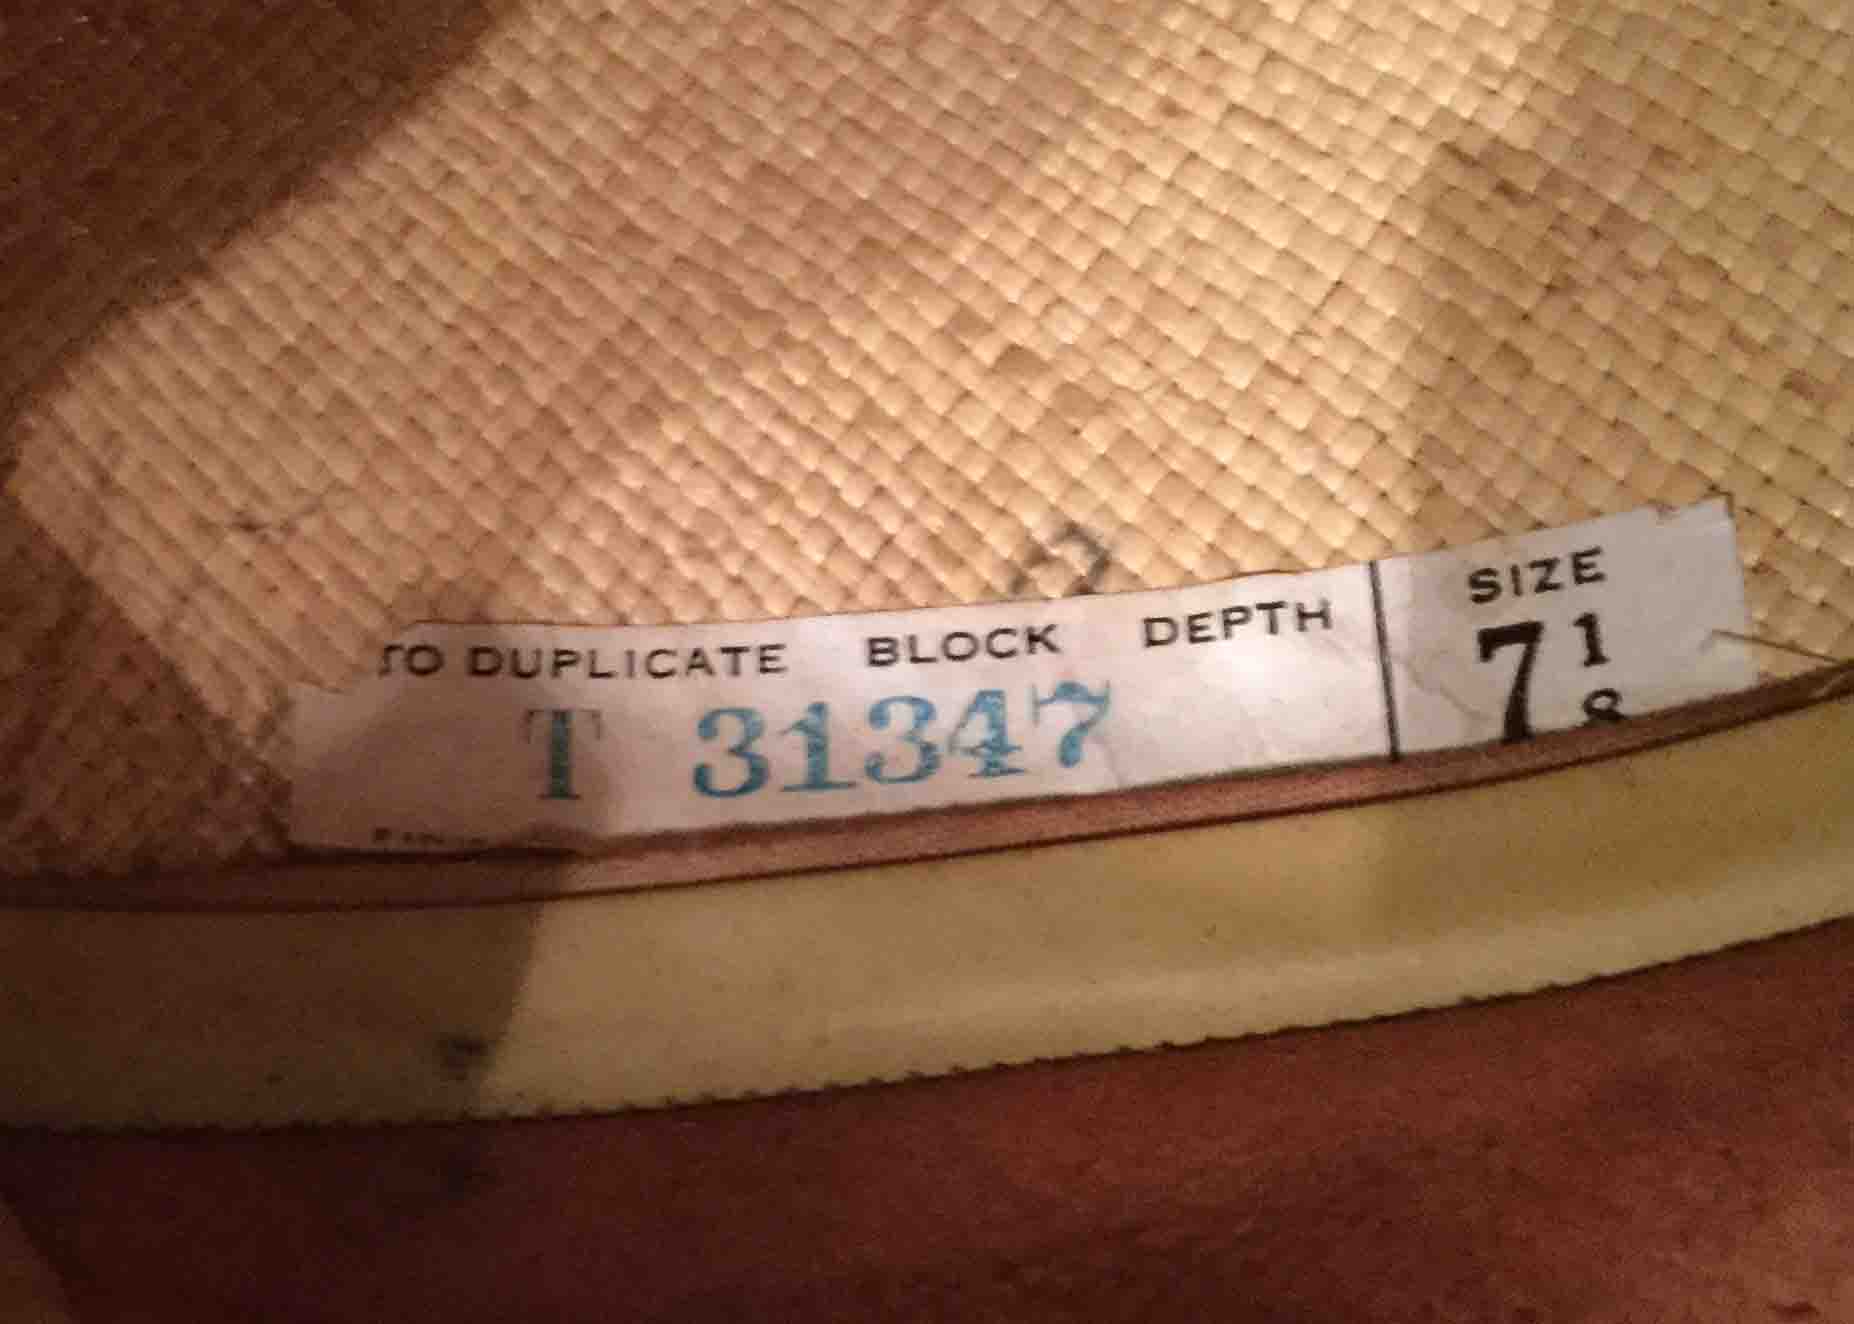 TO DUPLICATE BLOCK DEPTH
T 31347
SIZE
7 1/8